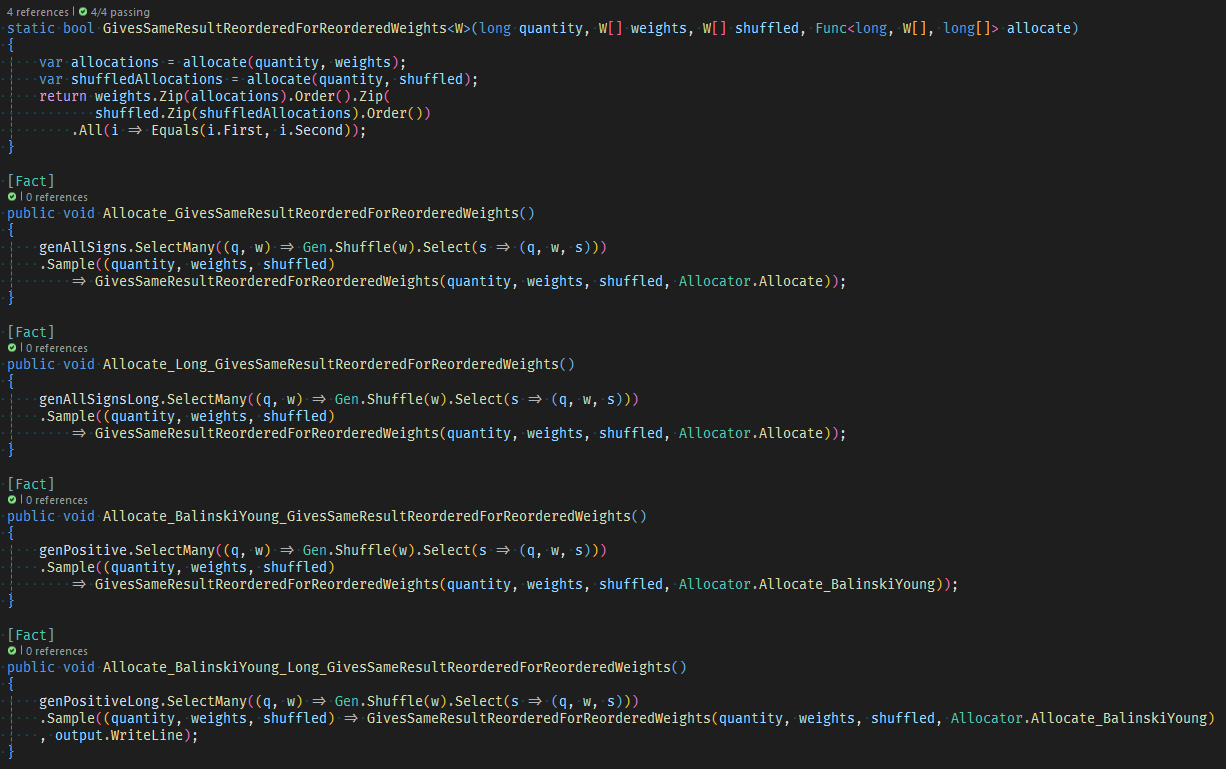 4 references | 4/4 passing
static bool GivesSameResultReorderedForReorderedWeights<W>(long quantity, W[] weights, W[] shuffled, Func<long, W[], long[]> allocate)
{
    var allocations = allocate(quantity, weights);
    var shuffledAllocations = allocate(quantity, shuffled);
    return weights.Zip(allocations).Order().Zip(
           shuffled.Zip(shuffledAllocations).Order())
        .All(i => Equals(i.First, i.Second));
}
[Fact]
| 0 references
public void Allocate_GivesSameResultReorderedForReorderedWeights()
{
    genAllSigns.SelectMany((q, w) => Gen.Shuffle(w).Select(s => (q, w, s)))
    .Sample((quantity, weights, shuffled)
        => GivesSameResultReorderedForReorderedWeights(quantity, weights, shuffled, Allocator.Allocate));
}
[Fact]
| 0 references
public void Allocate_Long_GivesSameResultReorderedForReorderedWeights()
{
    genAllSignsLong.SelectMany((q, w) => Gen.Shuffle(w).Select(s => (q, w, s)))
    .Sample((quantity, weights, shuffled)
        => GivesSameResultReorderedForReorderedWeights(quantity, weights, shuffled, Allocator.Allocate));
}
[Fact]
| 0 references
public void Allocate_BalinskiYoung_GivesSameResultReorderedForReorderedWeights()
{
    genPositive.SelectMany((q, w) => Gen.Shuffle(w).Select(s => (q, w, s)))
    .Sample((quantity, weights, shuffled)
        => GivesSameResultReorderedForReorderedWeights(quantity, weights, shuffled, Allocator.Allocate_BalinskiYoung));
}
[Fact]
| 0 references
public void Allocate_BalinskiYoung_Long_GivesSameResultReorderedForReorderedWeights()
{
    genPositiveLong.SelectMany((q, w) => Gen.Shuffle(w).Select(s => (q, w, s)))
    .Sample((quantity, weights, shuffled) => GivesSameResultReorderedForReorderedWeights(quantity, weights, shuffled, Allocator.Allocate_BalinskiYoung)
    , output.WriteLine);
}